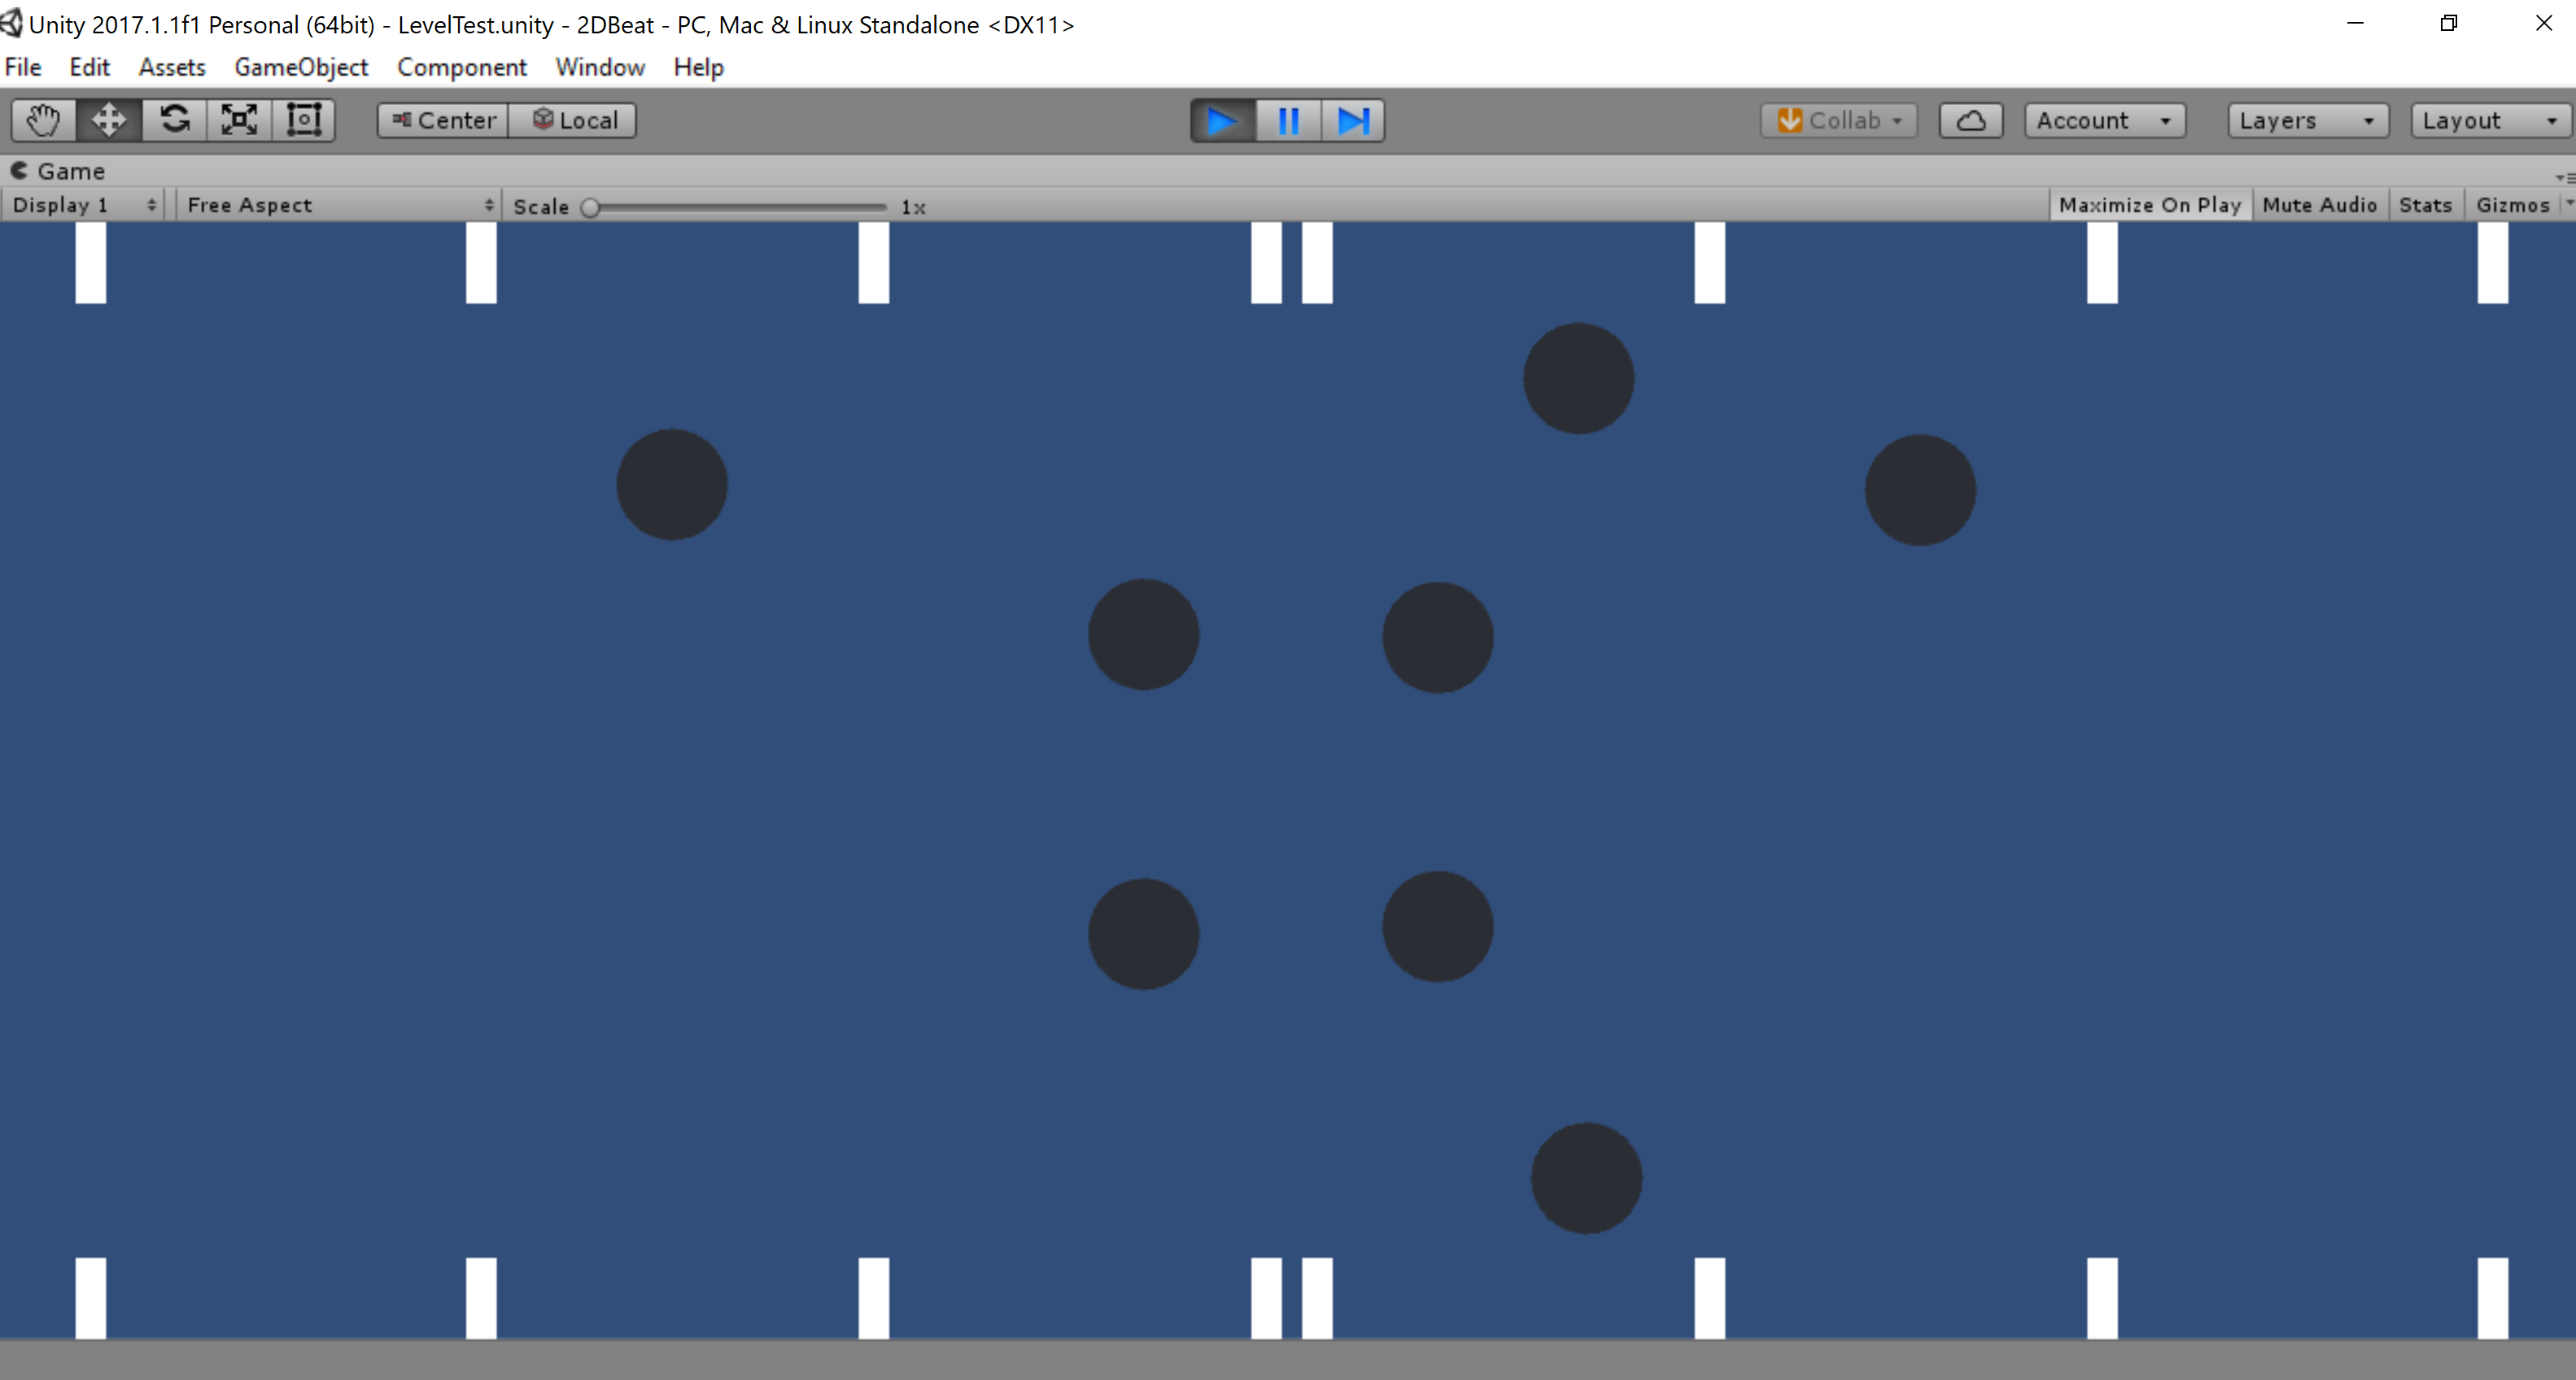 Unity 2017.1.1f1 Personal (64bit) - LevelTest.unity - 2DBeat - PC, Mac & Linux Standalone <DX11>
File Edit Assets GameObject Component Window Help
Center Local Collab Account Layers Layout
Game
Display 1 Free Aspect Scale 1x Maximize On Play Mute Audio Stats Gizmos